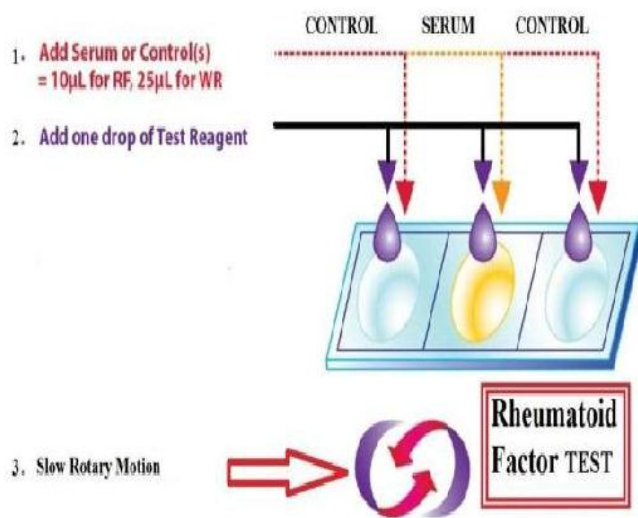 CONTROL SERUM CONTROL
1. Add Serum or Control(s)
= 10µL for RF, 25µL for WR
2. Add one drop of Test Reagent
Rheumatoid
Factor TEST
3. Slow Rotary Motion